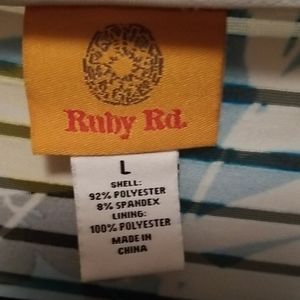 Ruby Rd.
L
SHELL:
92% POLYESTER
8% SPANDEX
LINING:
100% POLYESTER
MADE IN
CHINA